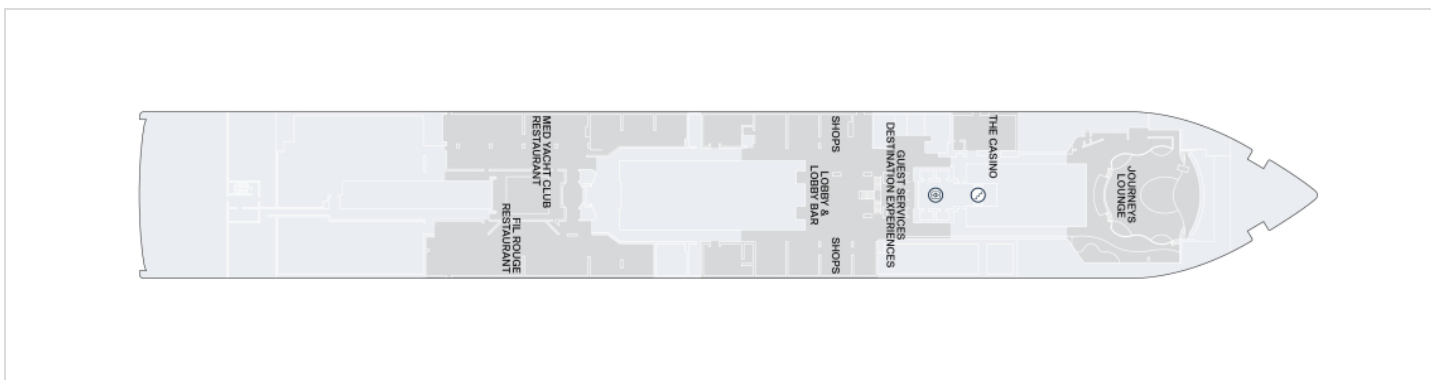 MED YACHT CLUB
RESTAURANT
FIL ROUGE
RESTAURANT
SHOPS
LOBBY &
LOBBY BAR
SHOPS
GUEST SERVICES
DESTINATION EXPERIENCES
THE CASINO
JOURNEYS
LOUNGE